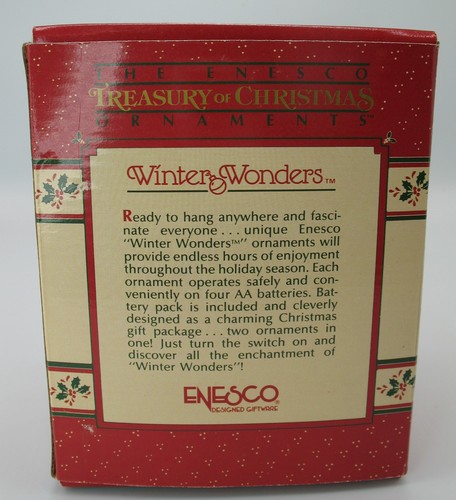 THE ENESCO
TREASURY OF CHRISTMAS
ORNAMENTS™
Winter Wonders™
Ready to hang anywhere and fasci-
nate everyone . . . unique Enesco
"Winter Wonders™" ornaments will
provide endless hours of enjoyment
throughout the holiday season. Each
ornament operates safely and con-
veniently on four AA batteries. Bat-
tery pack is included and cleverly
designed as a charming Christmas
gift package . . . two ornaments in
one! Just turn the switch on and
discover all the enchantment of
"Winter Wonders"!
ENESCO®
DESIGNED GIFTWARE